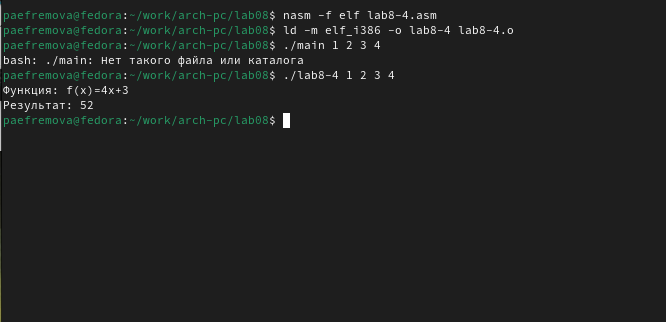 paefremova@fedora:~/work/arch-pc/lab08$ nasm -f elf lab8-4.asm
paefremova@fedora:~/work/arch-pc/lab08$ ld -m elf_i386 -o lab8-4 lab8-4.o
paefremova@fedora:~/work/arch-pc/lab08$ ./main 1 2 3 4
bash: ./main: Нет такого файла или каталога
paefremova@fedora:~/work/arch-pc/lab08$ ./lab8-4 1 2 3 4
Функция: f(x)=4x+3
Результат: 52
paefremova@fedora:~/work/arch-pc/lab08$